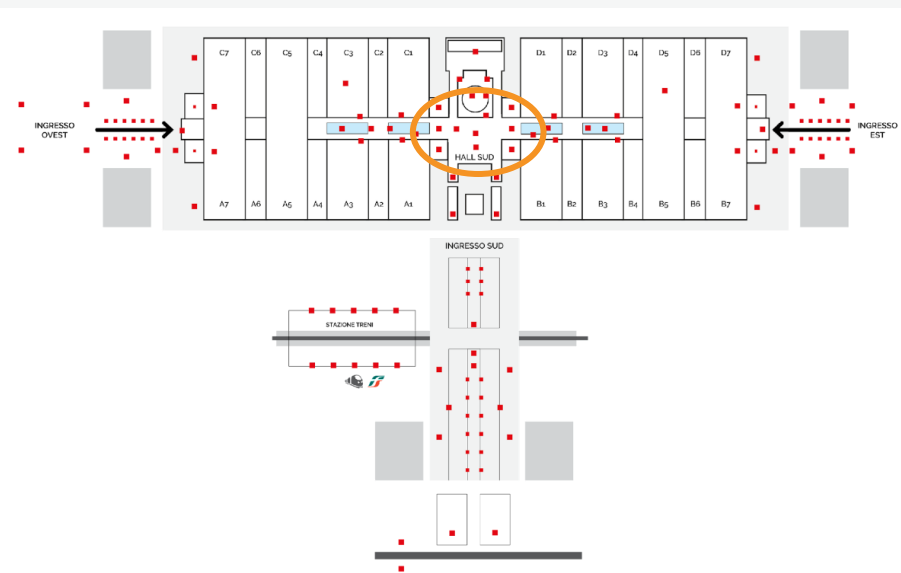 C7 C6 C5 C4 C3 C2 C1 D1 D2 D3 D4 D5 D6 D7
INGRESSO
OVEST
INGRESSO
EST
HALL SUD
A7 A6 A5 A4 A3 A2 A1 B1 B2 B3 B4 B5 B6 B7
INGRESSO SUD
STAZIONE TRENI